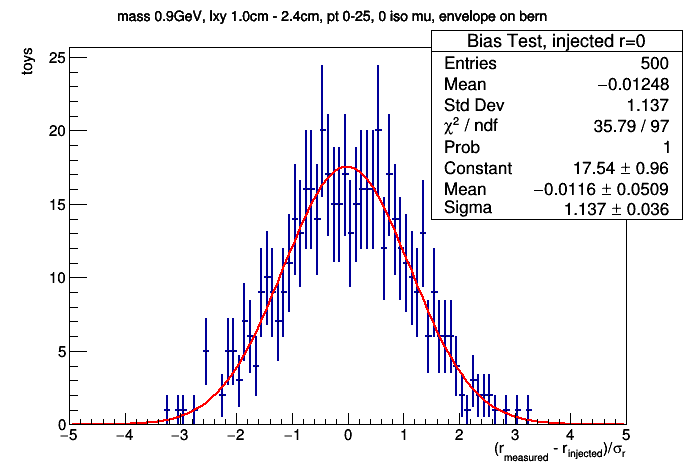 mass 0.9GeV, lxy 1.0cm - 2.4cm, pt 0-25, 0 iso mu, envelope on bern
Bias Test, injected r=0
Entries 500
Mean −0.01248
Std Dev 1.137
χ² / ndf 35.79 / 97
Prob 1
Constant 17.54 ± 0.96
Mean −0.0116 ± 0.0509
Sigma 1.137 ± 0.036
toys
25
20
15
10
5
0
−5 −4 −3 −2 −1 0 1 2 3 4 5
(r_measured - r_injected)/σ_r